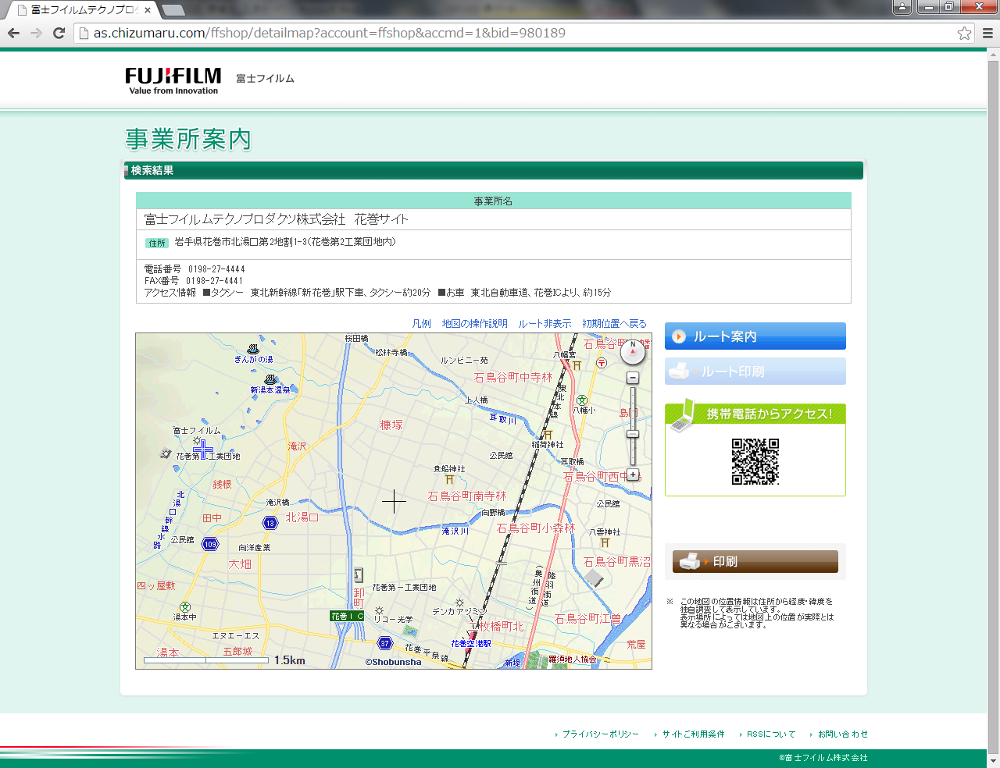 富士フイルムテクノプロダ
as.chizumaru.com/ffshop/detailmap?account=ffshop&accmd=1&bid=980189
FUJIFILM 富士フイルム
Value from Innovation
事業所案内
検索結果
事業所名
富士フイルムテクノプロダクツ株式会社 花巻サイト
住所 岩手県花巻市北湯口第2地割1-3(花巻第2工業団地内)
電話番号 0198-27-4444
FAX番号 0198-27-4441
アクセス情報 ■タクシー 東北新幹線「新花巻」駅下車、タクシー約20分 ■お車 東北自動車道、花巻ICより、約15分
凡例 地図の操作説明 ルート非表示 初期位置へ戻る
ルート案内
ルート印刷
携帯電話からアクセス!
印刷
※ この地図の位置情報は住所から経度・緯度を
独自調査して表示しています。
表示場所によっては地図上の位置が実際とは
異なる場合がございます。
桜田橋
松林寺橋
ぎんがの湯
ルンビニー苑
八幡宮
N
新湯本温泉
石鳥谷町中寺林
上人橋
東北本線
八幡小
耳取川
糠塚
富士フイルム
稲荷神社
滝沢
公民館
花巻第二工業団地
耳取橋
貴船神社
石鳥谷町西中島
銭根
石鳥谷町南寺林
北湯口幹線水路
滝沢橋
公民館
向野橋
田中
13
北湯口
滝沢川
石鳥谷町小森林
八雲神社
公民館
109
向洋産業
大畑
石鳥谷町黒沼
(奥州街道)
陸羽街道
四ッ屋敷
卸町
花巻第一工業団地
湯本中
花巻IC
リコー光学
デンカアヅミン
石鳥谷町江曽
二枚橋町北
エヌエーエス
37
花巻空港駅
荒屋
湯本
五郎城
花巻平泉線
1.5km
©Shobunsha
新堤
羅須地人協会
プライバシーポリシー サイトご利用条件 RSSについて お問い合わせ
©富士フイルム株式会社